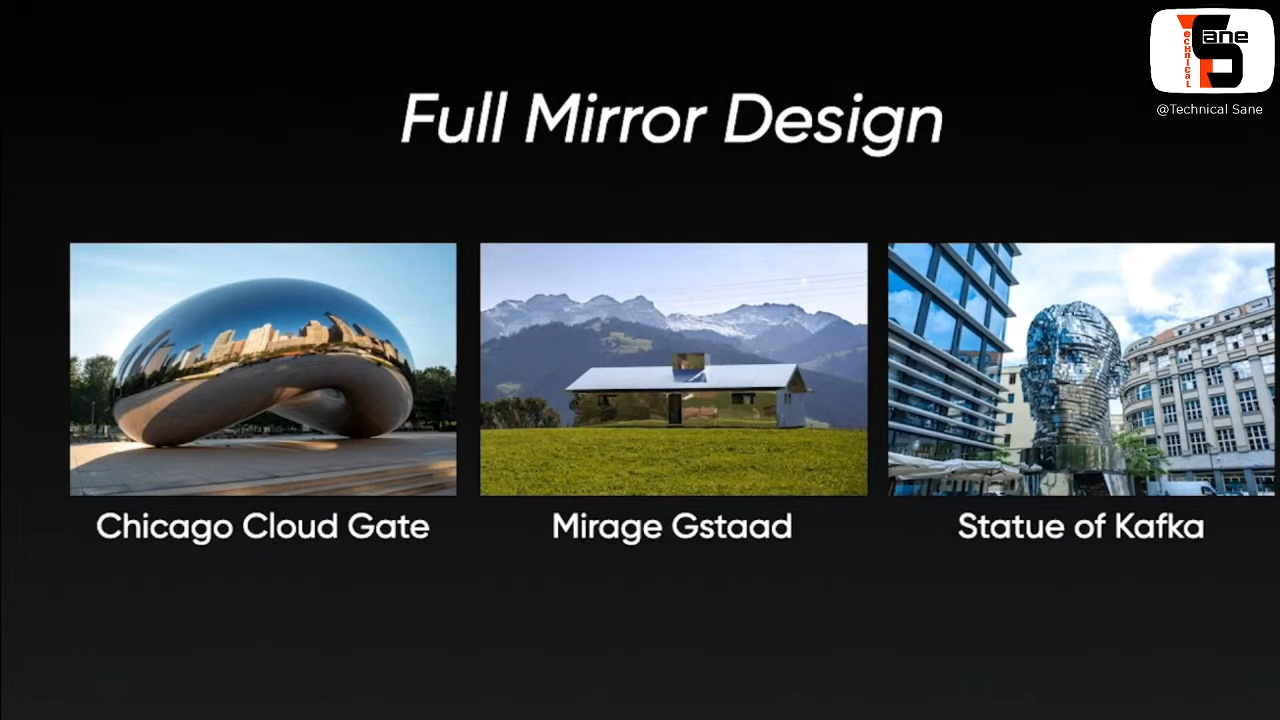 TECHNICAL
Sane
@Technical Sane
Full Mirror Design
Chicago Cloud Gate
Mirage Gstaad
Statue of Kafka